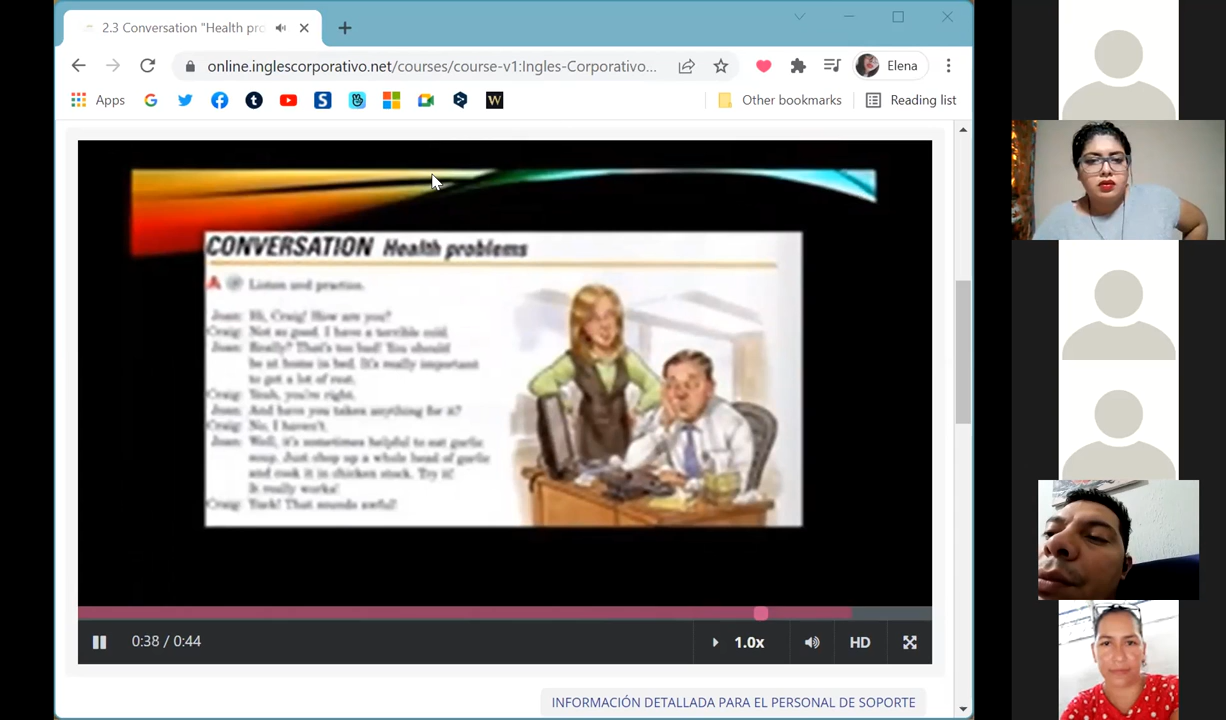 2.3 Conversation "Health pro
online.inglescorporativo.net/courses/course-v1:Ingles-Corporativo...
Elena
Apps
Other bookmarks
Reading list
CONVERSATION Health problems
A Listen and practice.
Joan: Hi, Craig! How are you?
Craig: Not so good. I have a terrible cold.
Joan: Really? That's too bad! You should
be at home in bed. It's really important
to get a lot of rest.
Craig: Yeah, you're right.
Joan: And have you taken anything for it?
Craig: No, I haven't.
Joan: Well, it's sometimes helpful to eat garlic
soup. Just chop up a whole head of garlic
and cook it in chicken stock. Try it!
It really works!
Craig: Yuck! That sounds awful!
0:38 / 0:44
1.0x
HD
INFORMACIÓN DETALLADA PARA EL PERSONAL DE SOPORTE